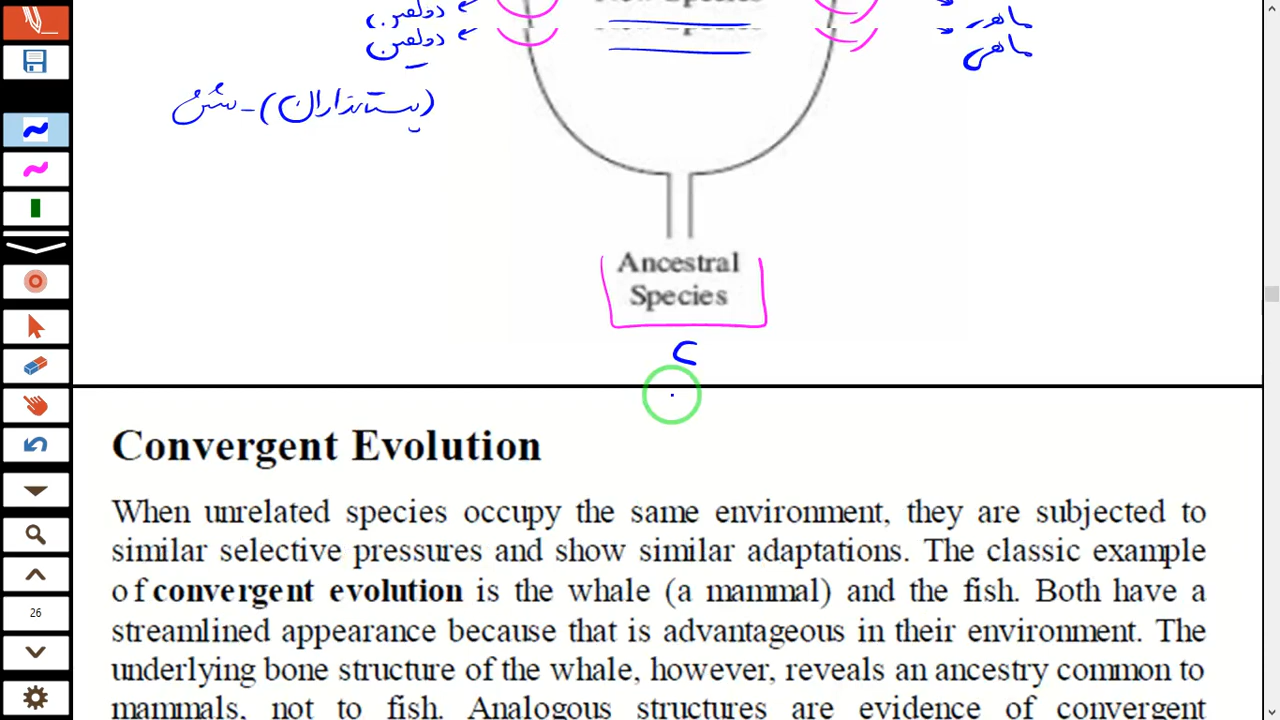 دولفین
ماهی
دولفین
ماهی
(پستانداران) - شش
Ancestral
Species
26
Convergent Evolution
When unrelated species occupy the same environment, they are subjected to
similar selective pressures and show similar adaptations. The classic example
of convergent evolution is the whale (a mammal) and the fish. Both have a
streamlined appearance because that is advantageous in their environment. The
underlying bone structure of the whale, however, reveals an ancestry common to
mammals, not to fish. Analogous structures are evidence of convergent